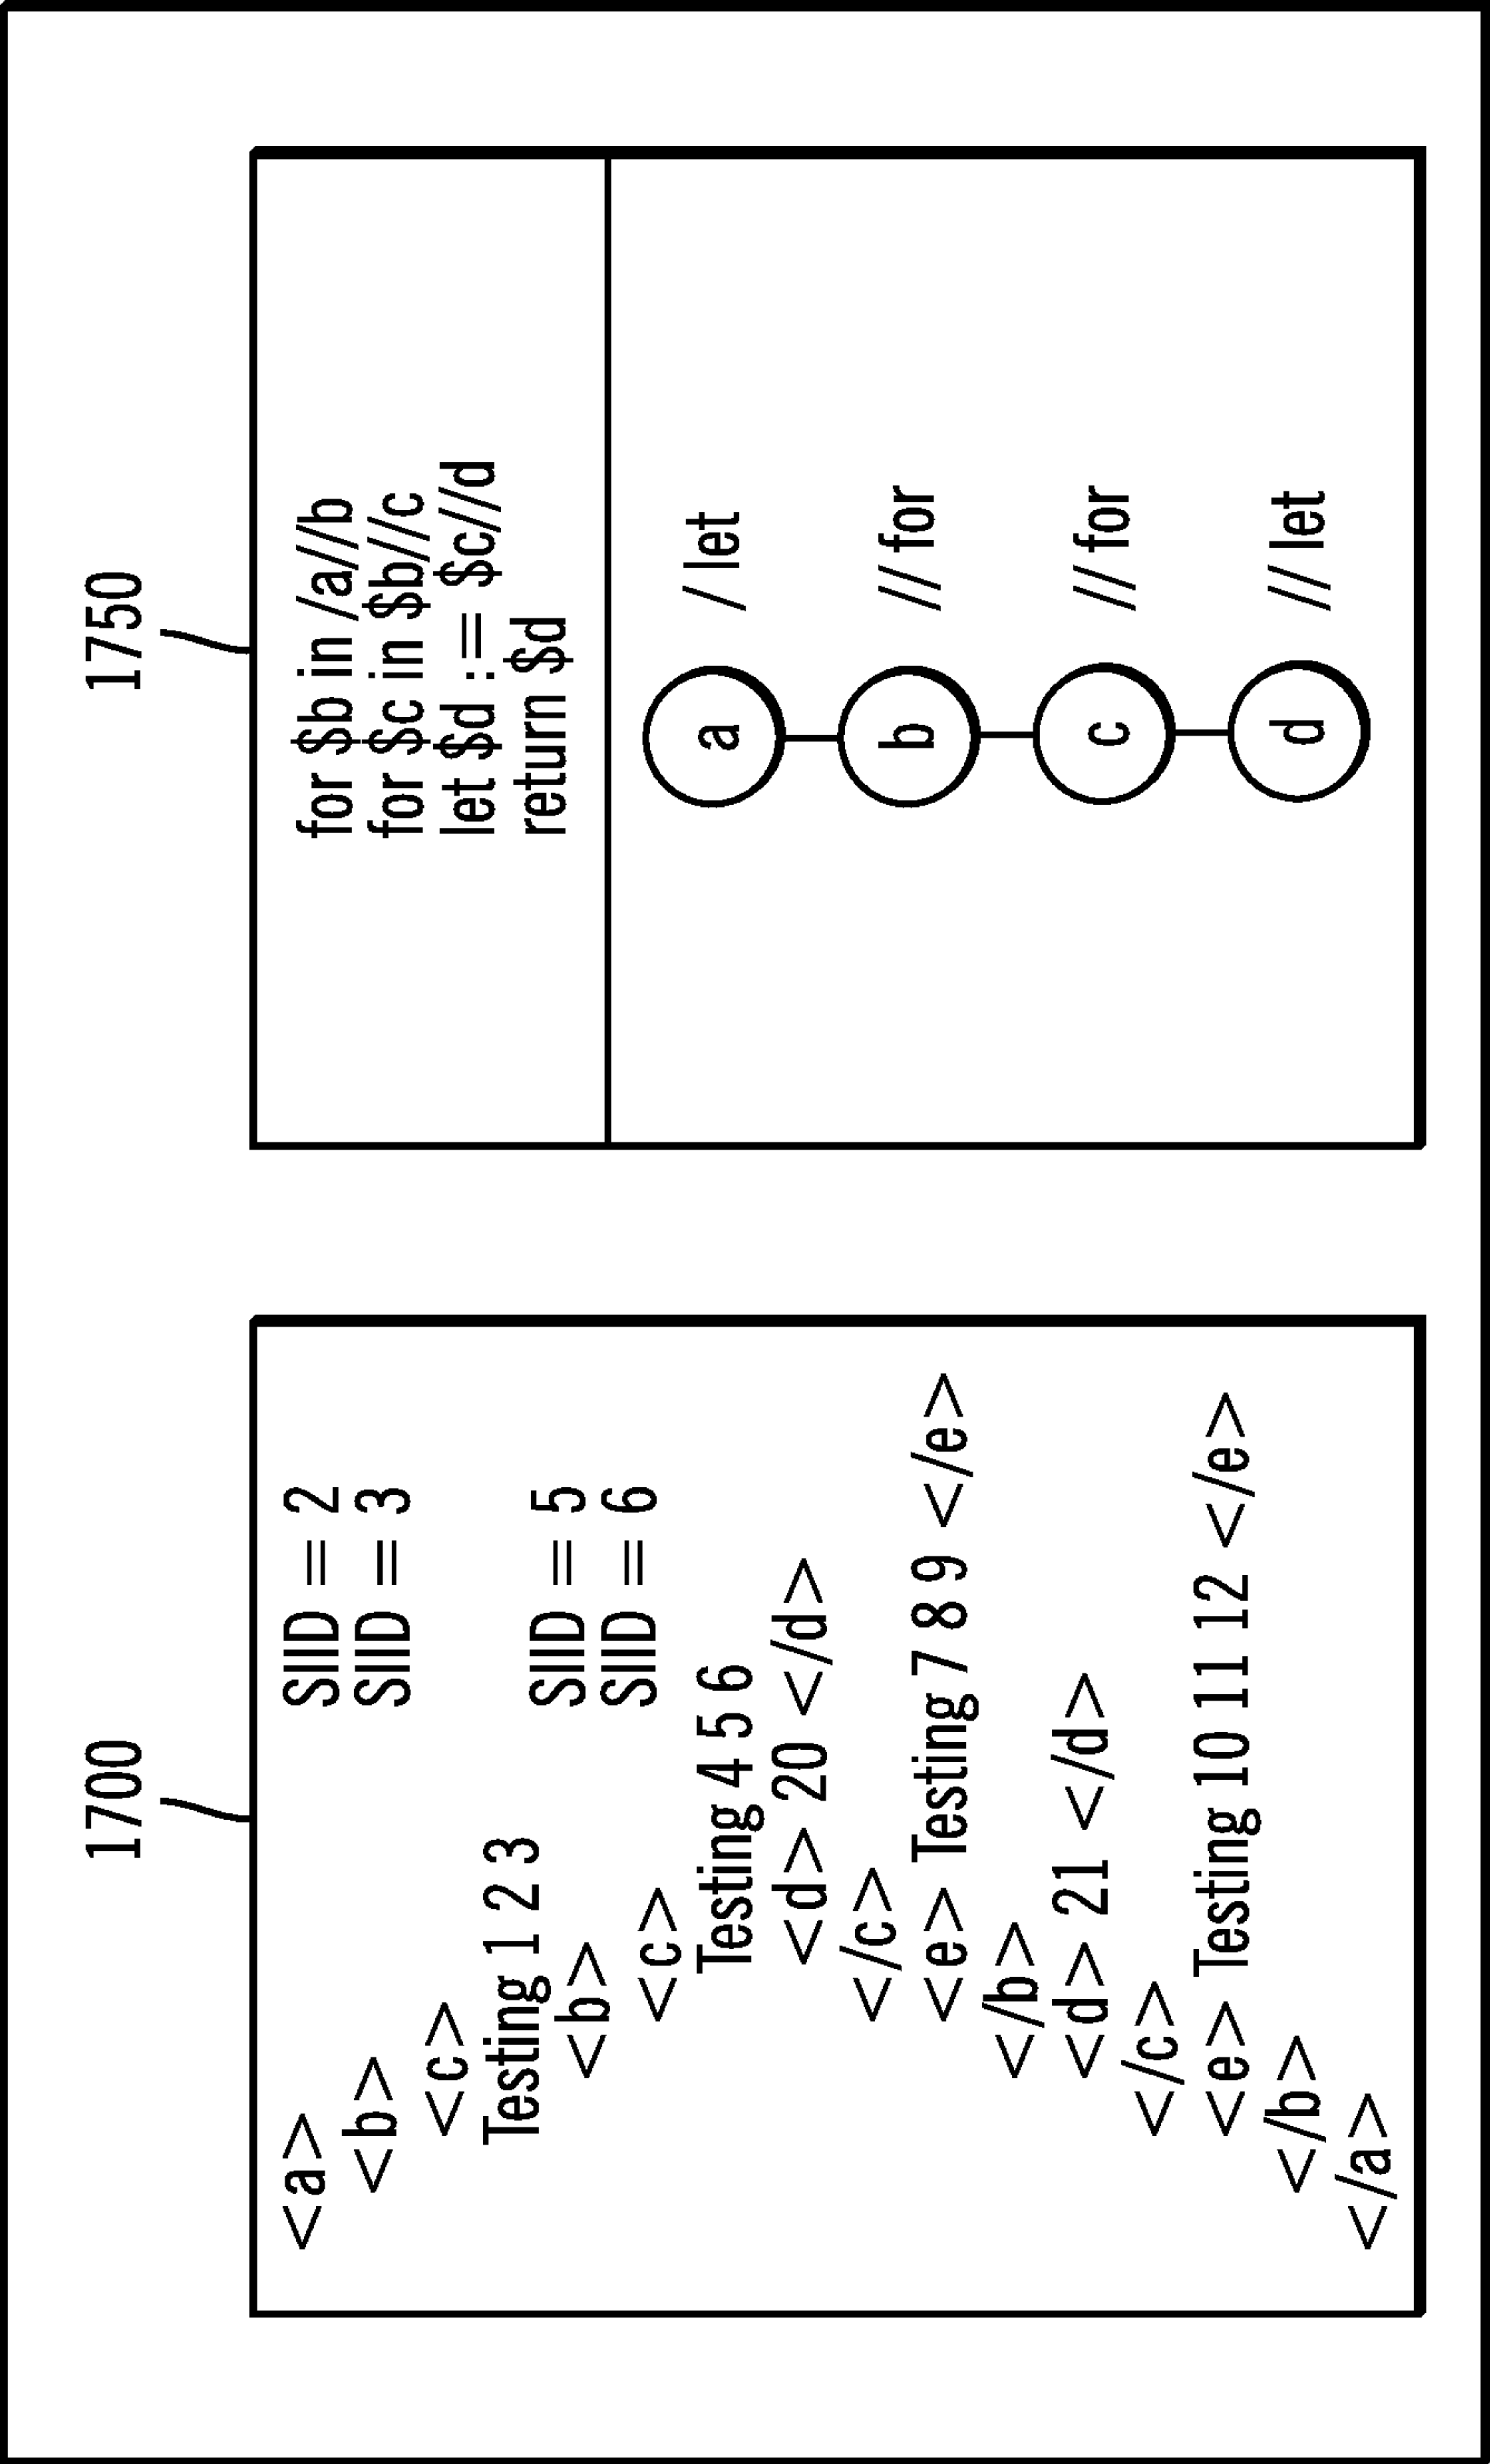 1700
<a> SIID = 2
<b> SIID = 3
<c>
Testing 1 2 3
<b> SIID = 5
<c> SIID = 6
Testing 4 5 6
<d> 20 </d>
</c>
<e> Testing 7 8 9 </e>
</b>
<d> 21 </d>
</c>
<e> Testing 10 11 12 </e>
</b>
</a>
1750
for $b in /a//b
for $c in $b//c
let $d := $c//d
return $d
a / let
b // for
c // for
d // let